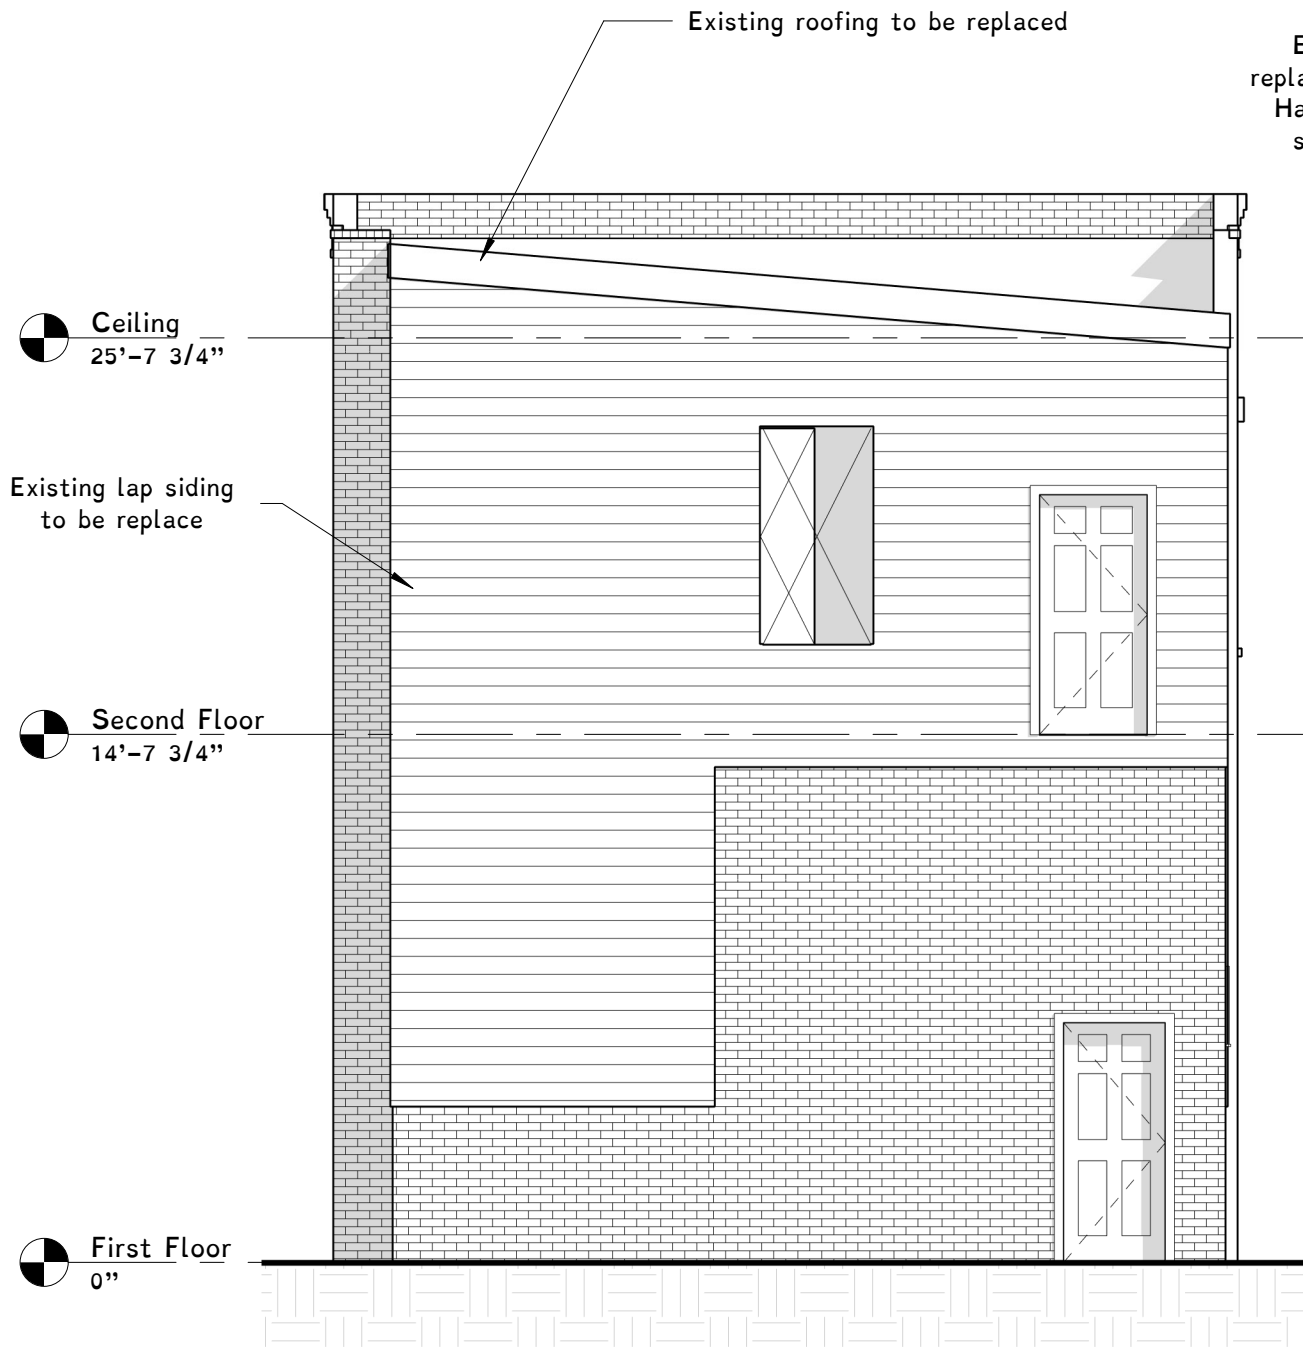 Existing roofing to be replaced
Ha
Ceiling
25'-7 3/4"
Existing lap siding
to be replace
Second Floor
14'-7 3/4"
First Floor
0"